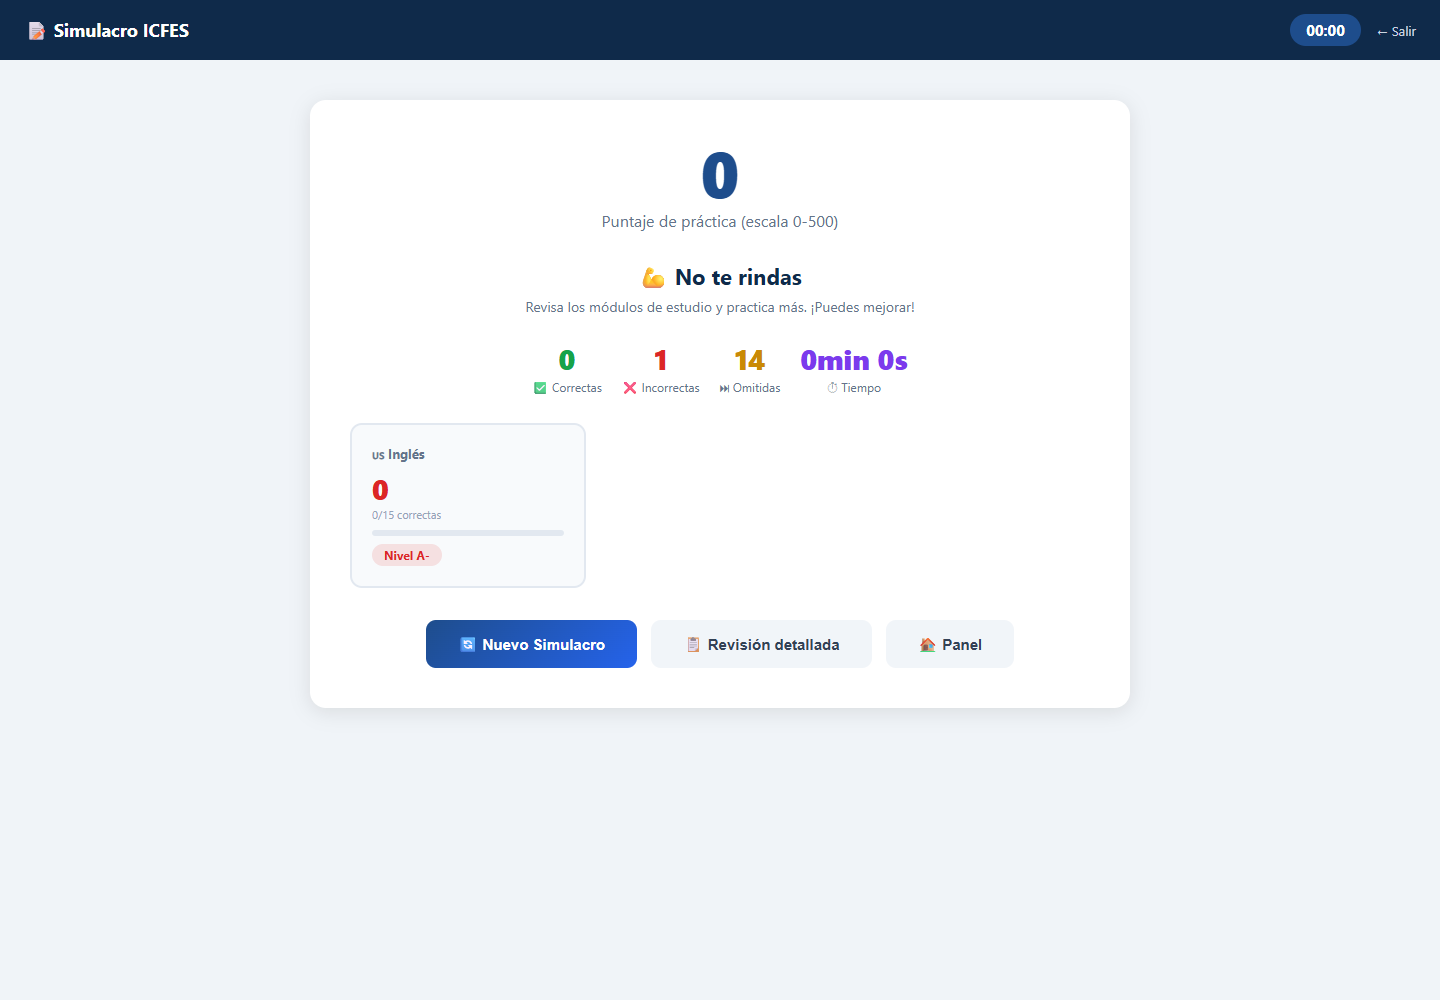 Simulacro ICFES
00:00
← Salir
0
Puntaje de práctica (escala 0-500)
No te rindas
Revisa los módulos de estudio y practica más. ¡Puedes mejorar!
0
1
14
0min 0s
Correctas
Incorrectas
Omitidas
Tiempo
us Inglés
0
0/15 correctas
Nivel A-
Nuevo Simulacro
Revisión detallada
Panel